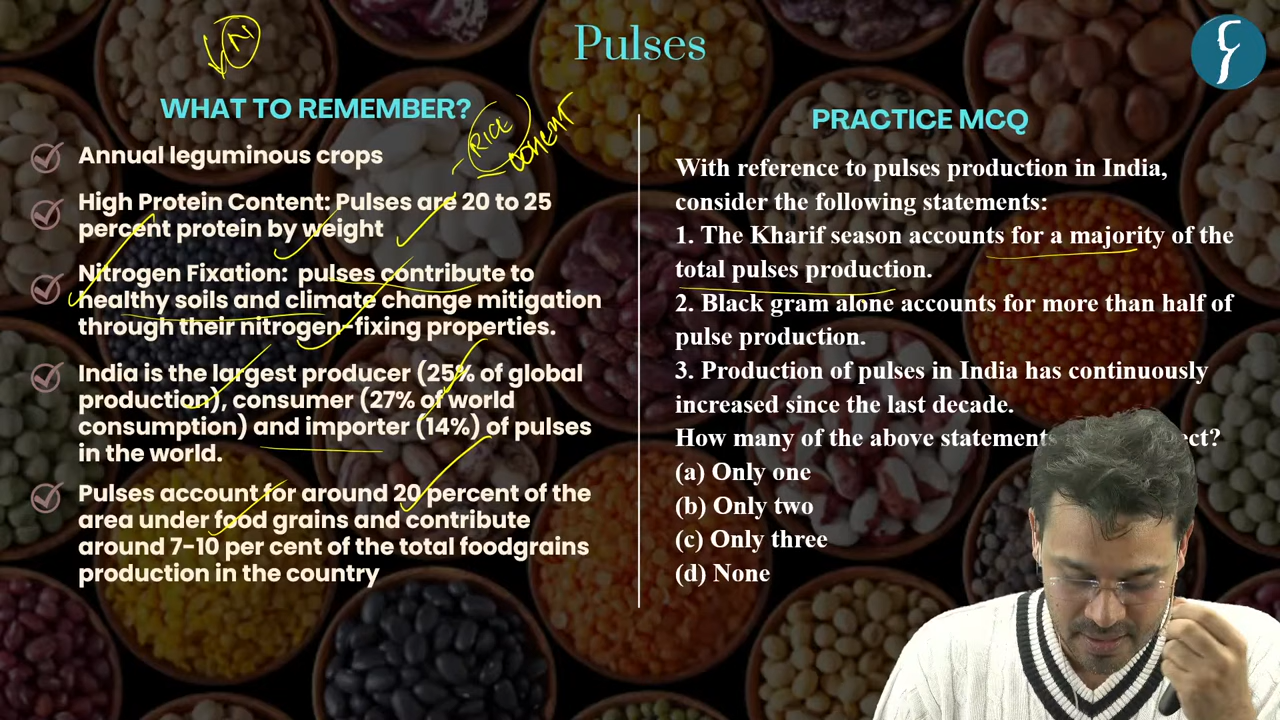 Pulses
WHAT TO REMEMBER?
Annual leguminous crops
High Protein Content: Pulses are 20 to 25
percent protein by weight
Nitrogen Fixation: pulses contribute to
healthy soils and climate change mitigation
through their nitrogen-fixing properties.
India is the largest producer (25% of global
production), consumer (27% of world
consumption) and importer (14%) of pulses
in the world.
Pulses account for around 20 percent of the
area under food grains and contribute
around 7-10 per cent of the total foodgrains
production in the country
N
RICE
PRACTICE MCQ
With reference to pulses production in India,
consider the following statements:
1. The Kharif season accounts for a majority of the
total pulses production.
2. Black gram alone accounts for more than half of
pulse production.
3. Production of pulses in India has continuously
increased since the last decade.
How many of the above statements
(a) Only one
(b) Only two
(c) Only three
(d) None